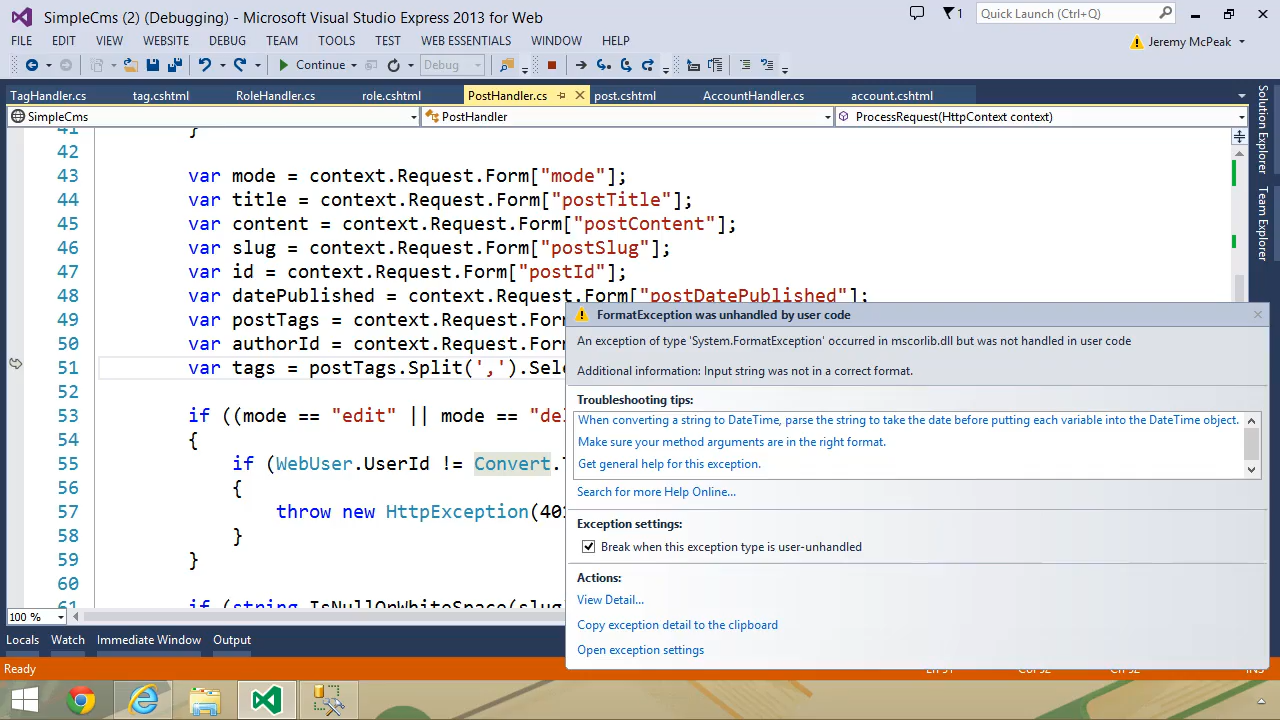 SimpleCms (2) (Debugging) - Microsoft Visual Studio Express 2013 for Web
1
Quick Launch (Ctrl+Q)
FILE EDIT VIEW WEBSITE DEBUG TEAM TOOLS TEST WEB ESSENTIALS WINDOW HELP
Jeremy McPeak
Continue
Debug
TagHandler.cs tag.cshtml RoleHandler.cs role.cshtml PostHandler.cs post.cshtml AccountHandler.cs account.cshtml
SimpleCms PostHandler ProcessRequest(HttpContext context)
Solution Explorer
Team Explorer
41 }
42
43 var mode = context.Request.Form["mode"];
44 var title = context.Request.Form["postTitle"];
45 var content = context.Request.Form["postContent"];
46 var slug = context.Request.Form["postSlug"];
47 var id = context.Request.Form["postId"];
48 var datePublished = context.Request.Form["postDatePublished"];
49 var postTags = context.Request.For
50 var authorId = context.Request.For
51 var tags = postTags.Split(',').Sele
52
53 if ((mode == "edit" || mode == "del
54 {
55 if (WebUser.UserId != Convert.
56 {
57 throw new HttpException(401
58 }
59 }
60
61 if (string.IsNullOrWhiteSpace(slug
FormatException was unhandled by user code
An exception of type 'System.FormatException' occurred in mscorlib.dll but was not handled in user code
Additional information: Input string was not in a correct format.
Troubleshooting tips:
When converting a string to DateTime, parse the string to take the date before putting each variable into the DateTime object.
Make sure your method arguments are in the right format.
Get general help for this exception.
Search for more Help Online...
Exception settings:
Break when this exception type is user-unhandled
Actions:
View Detail...
Copy exception detail to the clipboard
Open exception settings
100 %
Locals Watch Immediate Window Output
Ready